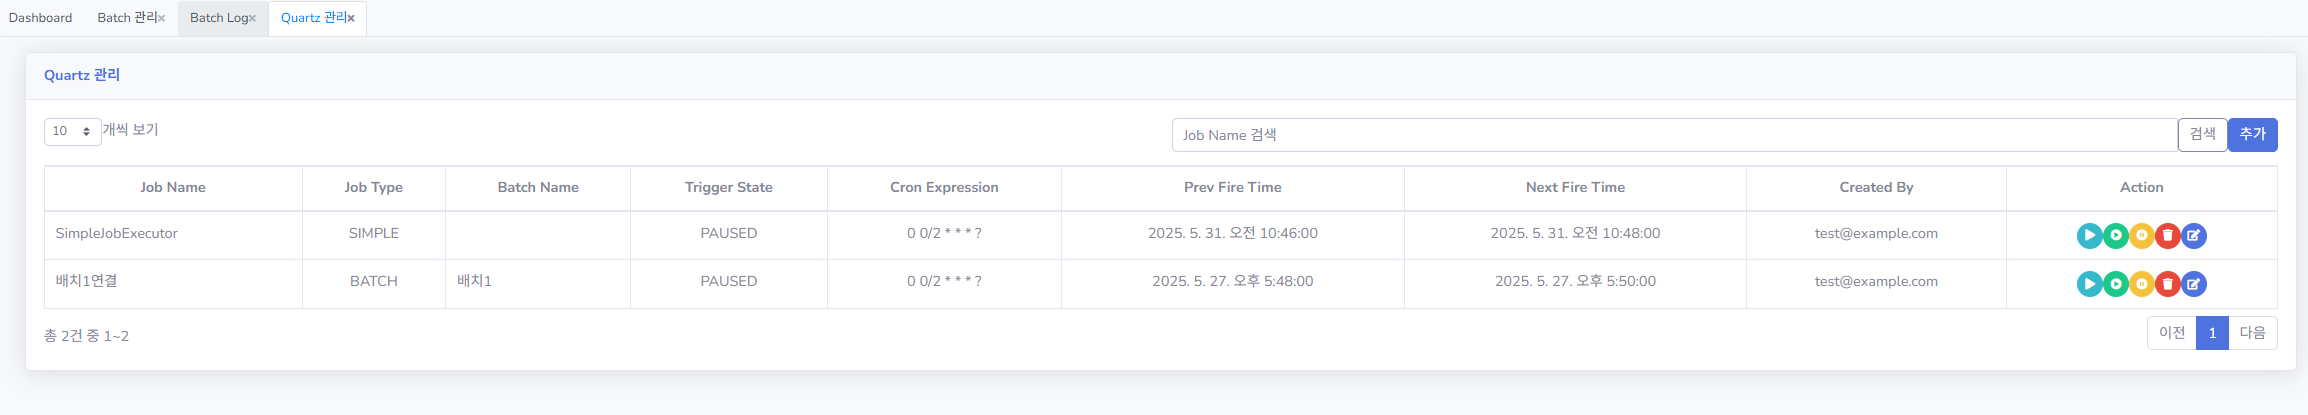 Dashboard Batch 관리× Batch Log× Quartz 관리×
Quartz 관리
10 개씩 보기 Job Name 검색 검색 추가
Job Name Job Type Batch Name Trigger State Cron Expression Prev Fire Time Next Fire Time Created By Action
SimpleJobExecutor SIMPLE PAUSED 0 0/2 * * * ? 2025. 5. 31. 오전 10:46:00 2025. 5. 31. 오전 10:48:00 test@example.com
배치1연결 BATCH 배치1 PAUSED 0 0/2 * * * ? 2025. 5. 27. 오후 5:48:00 2025. 5. 27. 오후 5:50:00 test@example.com
총 2건 중 1~2 이전 1 다음